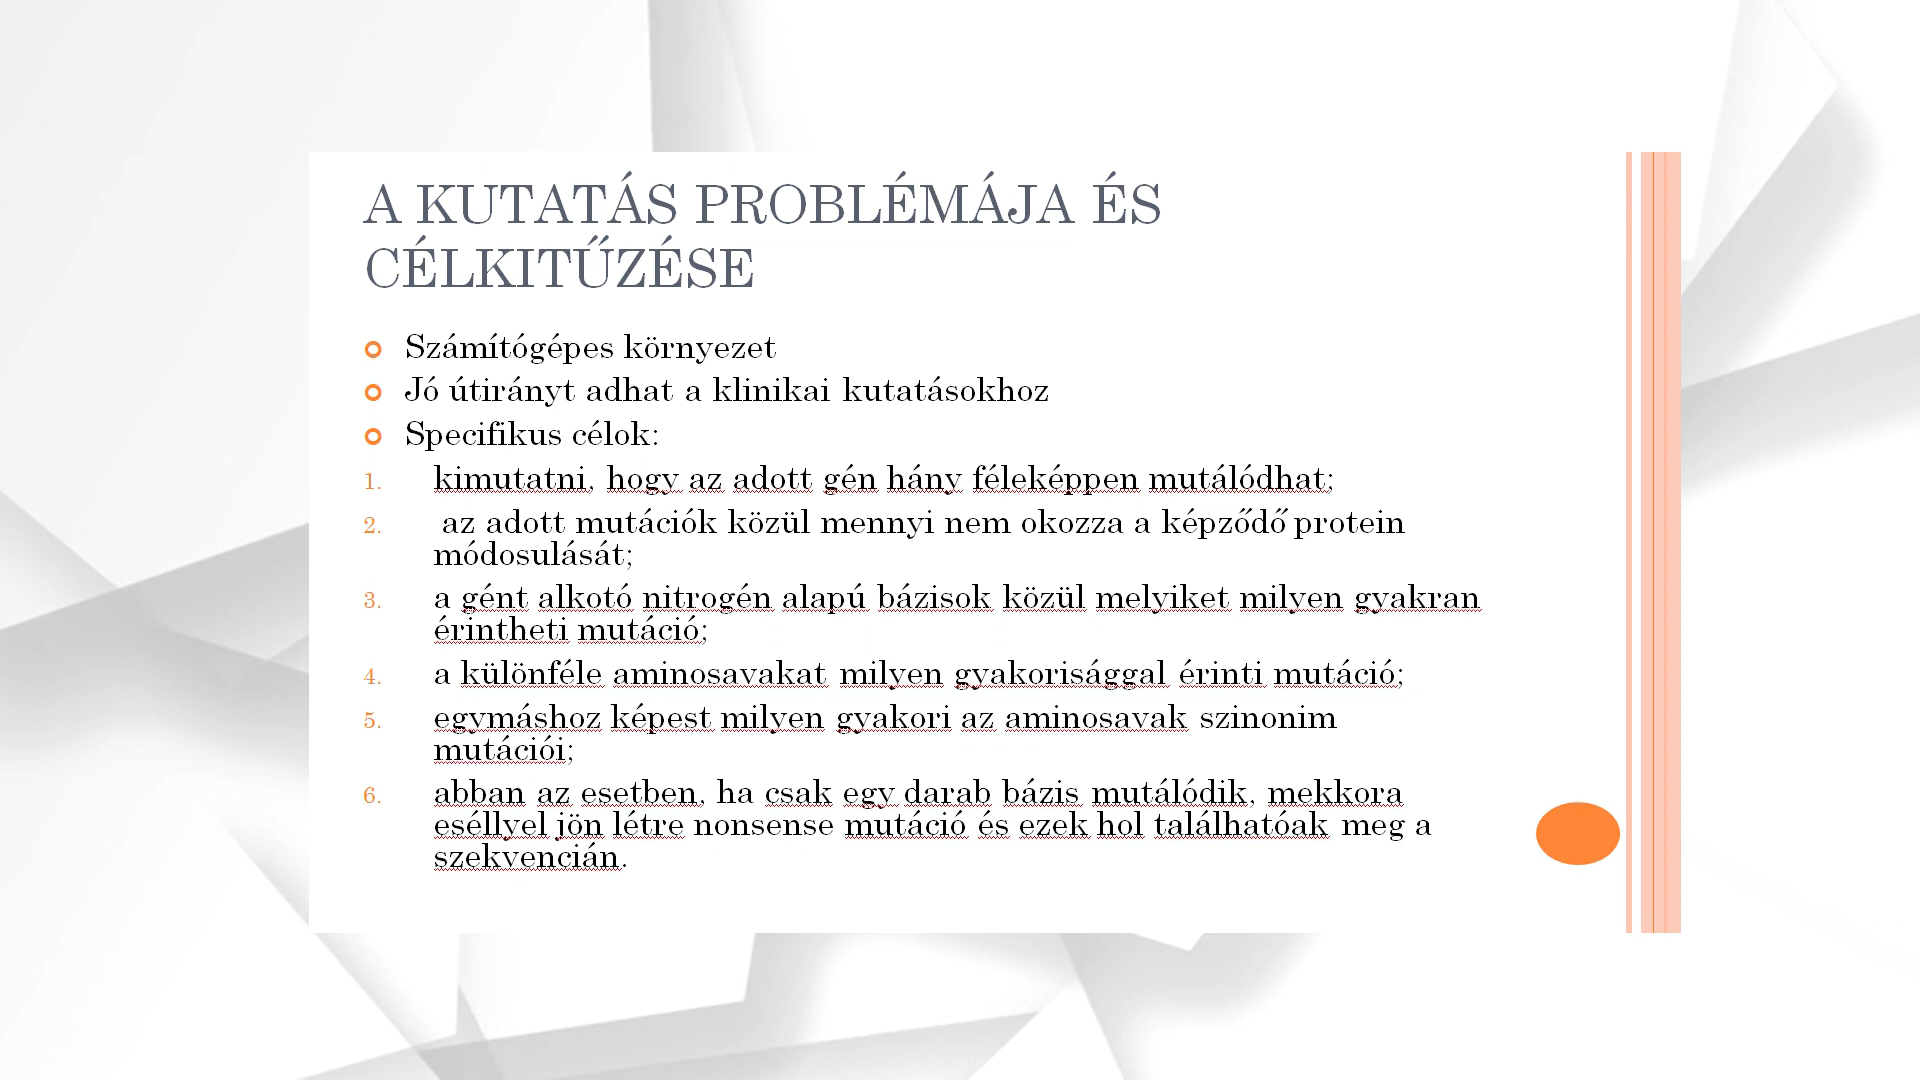 A KUTATÁS PROBLÉMÁJA ÉS
CÉLKITŰZÉSE
Számítógépes környezet
Jó útirányt adhat a klinikai kutatásokhoz
Specifikus célok:
1. kimutatni, hogy az adott gén hány féleképpen mutálódhat;
2. az adott mutációk közül mennyi nem okozza a képződő protein
módosulását;
3. a gént alkotó nitrogén alapú bázisok közül melyiket milyen gyakran
érintheti mutáció;
4. a különféle aminosavakat milyen gyakorisággal érinti mutáció;
5. egymáshoz képest milyen gyakori az aminosavak szinonim
mutációi;
6. abban az esetben, ha csak egy darab bázis mutálódik, mekkora
eséllyel jön létre nonsense mutáció és ezek hol találhatóak meg a
szekvencián.